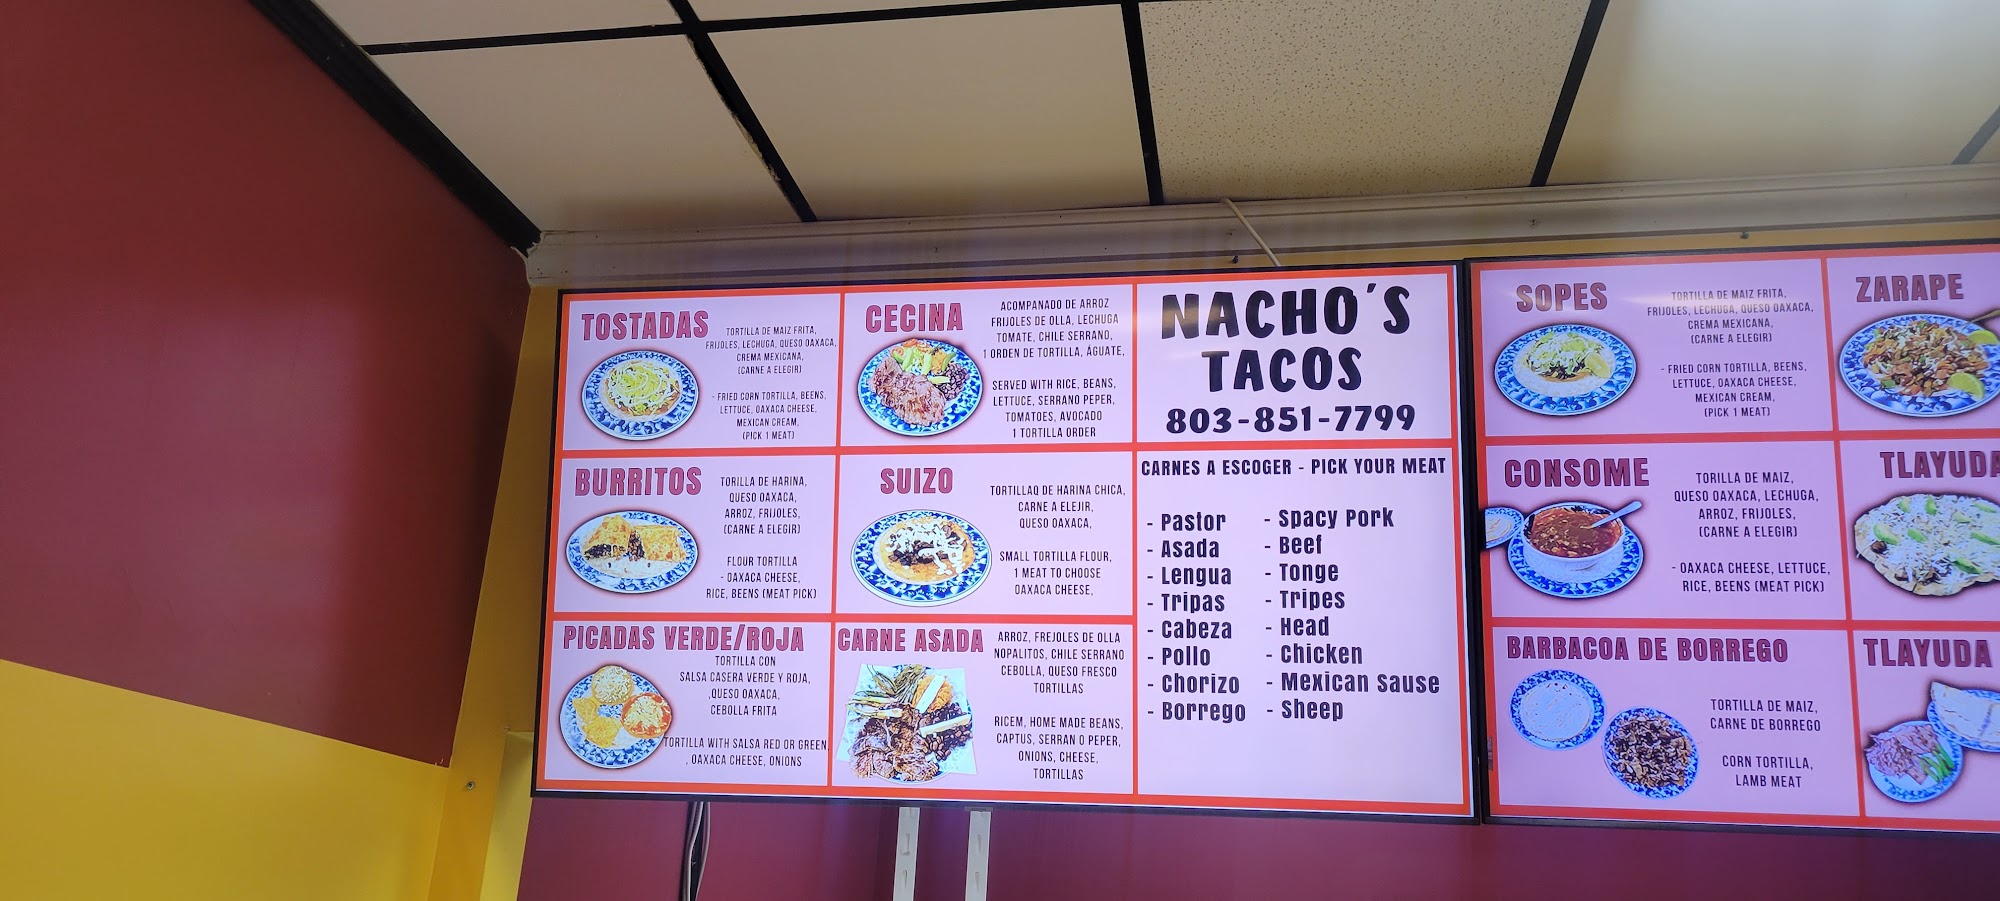 TOSTADAS
TORTILLA DE MAIZ FRITA,
FRIJOLES, LECHUGA, QUESO OAXACA,
CREMA MEXICANA,
(CARNE A ELEGIR)
- FRIED CORN TORTILLA, BEENS,
LETTUCE, OAXACA CHEESE,
MEXICAN CREAM,
(PICK 1 MEAT)
CECINA
ACOMPANADO DE ARROZ
FRIJOLES DE OLLA, LECHUGA
TOMATE, CHILE SERRANO,
1 ORDEN DE TORTILLA, ÁGUATE,
SERVED WITH RICE, BEANS,
LETTUCE, SERRANO PEPER,
TOMATOES, AVOCADO
1 TORTILLA ORDER
NACHO'S
TACOS
803-851-7799
BURRITOS
TORILLA DE HARINA,
QUESO OAXACA,
ARROZ, FRIJOLES,
(CARNE A ELEGIR)
FLOUR TORTILLA
- OAXACA CHEESE,
RICE, BEENS (MEAT PICK)
SUIZO
TORTILLAQ DE HARINA CHICA,
CARNE A ELEJIR,
QUESO OAXACA,
SMALL TORTILLA FLOUR,
1 MEAT TO CHOOSE
OAXACA CHEESE,
PICADAS VERDE/ROJA
TORTILLA CON
SALSA CASERA VERDE Y ROJA,
,QUESO OAXACA,
CEBOLLA FRITA
TORTILLA WITH SALSA RED OR GREEN,
, OAXACA CHEESE, ONIONS
CARNE ASADA
ARROZ, FREJOLES DE OLLA
NOPALITOS, CHILE SERRANO
CEBOLLA, QUESO FRESCO
TORTILLAS
RICEM, HOME MADE BEANS,
CAPTUS, SERRAN O PEPER,
ONIONS, CHEESE,
TORTILLAS
CARNES A ESCOGER - PICK YOUR MEAT
- Pastor - Spacy Pork
- Asada - Beef
- Lengua - Tonge
- Tripas - Tripes
- Cabeza - Head
- Pollo - Chicken
- Chorizo - Mexican Sause
- Borrego - Sheep
SOPES
TORTILLA DE MAIZ FRITA,
FRIJOLES, LECHUGA, QUESO OAXACA,
CREMA MEXICANA,
(CARNE A ELEGIR)
- FRIED CORN TORTILLA, BEENS,
LETTUCE, OAXACA CHEESE,
MEXICAN CREAM,
(PICK 1 MEAT)
ZARAPE
CONSOME
TORILLA DE MAIZ,
QUESO OAXACA, LECHUGA,
ARROZ, FRIJOLES,
(CARNE A ELEGIR)
- OAXACA CHEESE, LETTUCE,
RICE, BEENS (MEAT PICK)
TLAYUDA
BARBACOA DE BORREGO
TORTILLA DE MAIZ,
CARNE DE BORREGO
CORN TORTILLA,
LAMB MEAT
TLAYUDA